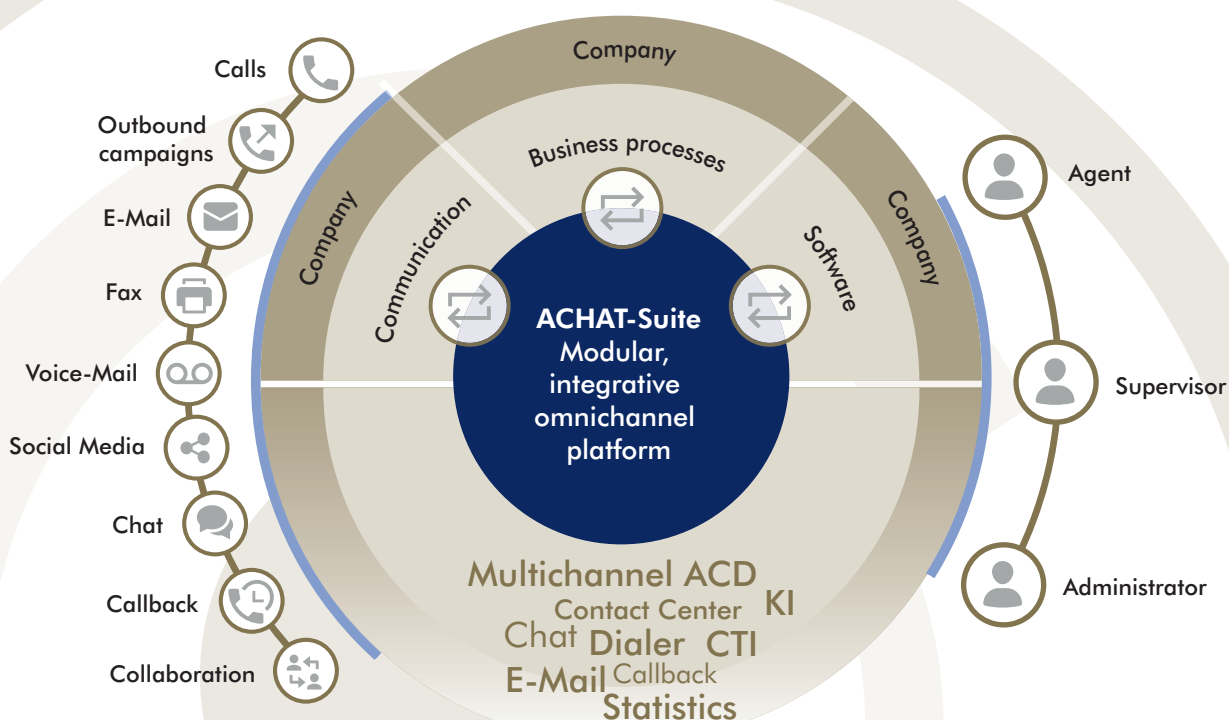 Calls
Outbound
campaigns
E-Mail
Fax
Voice-Mail
Social Media
Chat
Callback
Collaboration
Company
Company
Company
Communication
Business processes
Software
ACHAT-Suite
Modular,
integrative
omnichannel
platform
Multichannel ACD
Contact Center KI
Chat Dialer CTI
E-Mail Callback
Statistics
Agent
Supervisor
Administrator